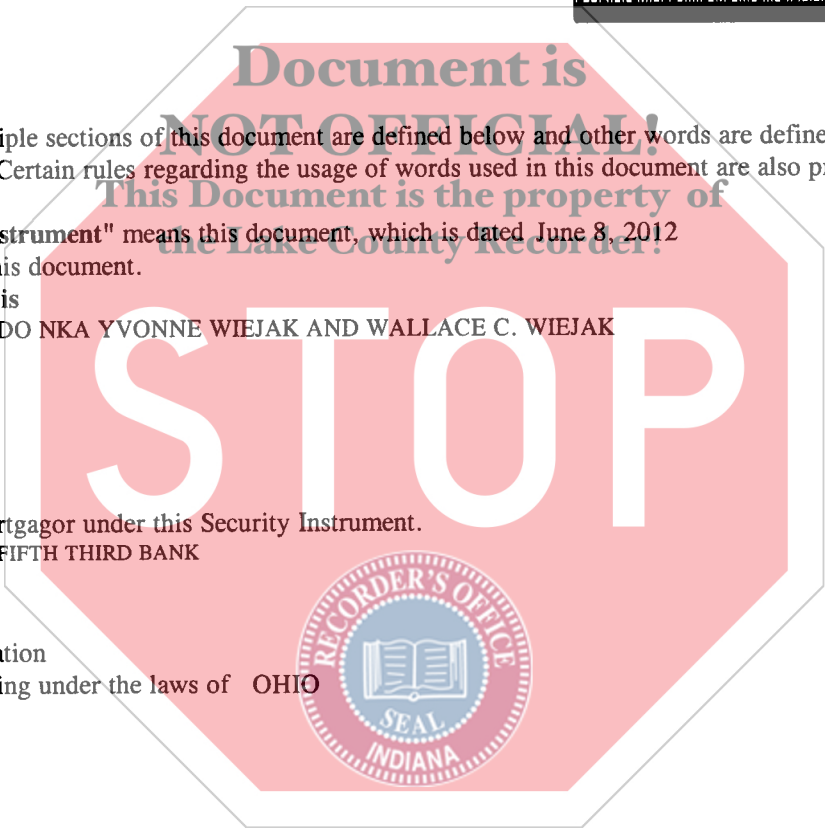 Document is
NOT OFFICIAL!
iple sections of this document are defined below and other words are define
Certain rules regarding the usage of words used in this document are also p
This Document is the property of
strument" means this document, which is dated June 8, 2012
the Lake County Recorder!
is document.
is
DO NKA YVONNE WIEJAK AND WALLACE C. WIEJAK
STOP
rtgagor under this Security Instrument.
FIFTH THIRD BANK
RECORDER'S OFFICE
tion
ing under the laws of OHIO
SEAL
INDIANA